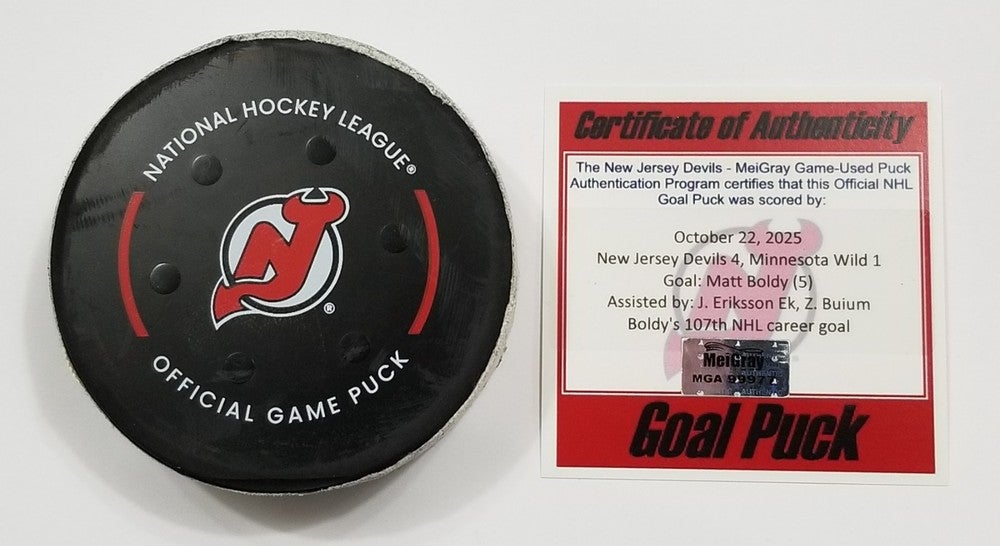 NATIONAL HOCKEY LEAGUE®
NJ
®
OFFICIAL GAME PUCK
Certificate of Authenticity
The New Jersey Devils - MeiGray Game-Used Puck
Authentication Program certifies that this Official NHL
Goal Puck was scored by:
October 22, 2025
New Jersey Devils 4, Minnesota Wild 1
Goal: Matt Boldy (5)
Assisted by: J. Eriksson Ek, Z. Buium
Boldy's 107th NHL career goal
MeiGray
MGA
Goal Puck